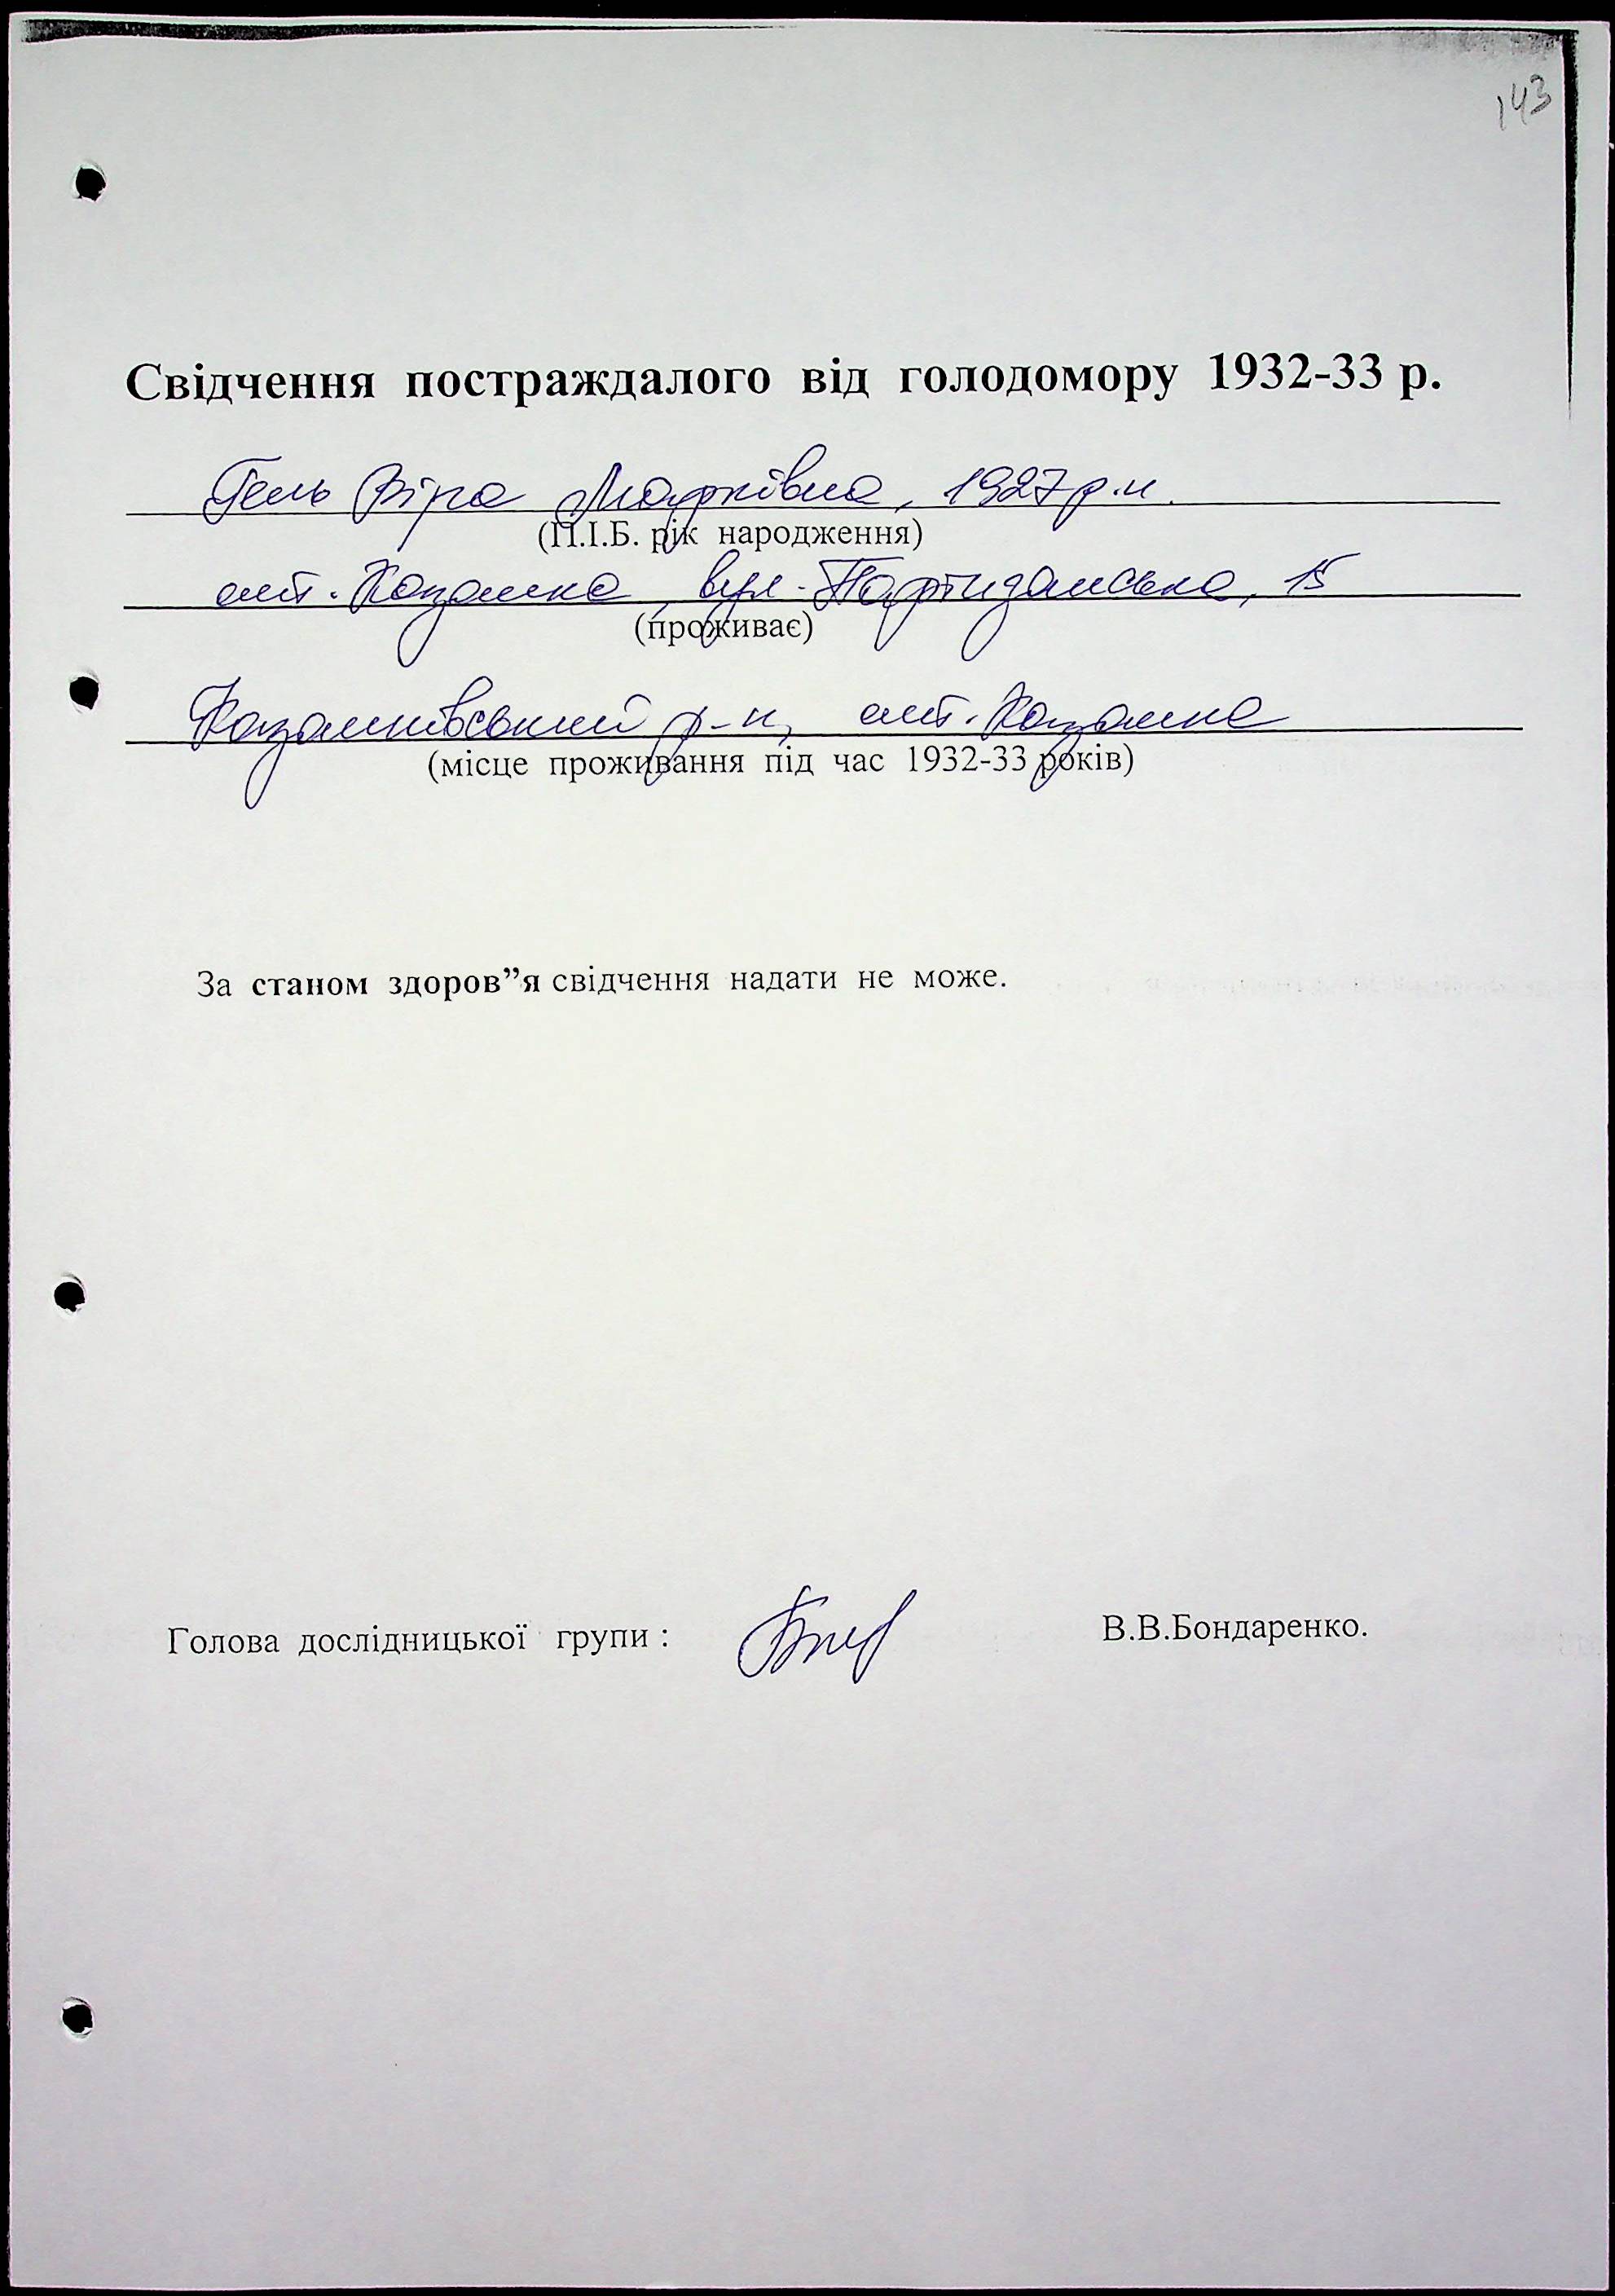 143
Свідчення постраждалого від голодомору 1932-33 р.
Гень Віра Марківна, 1927 р.н.
(П.І.Б. рік народження)
смт. Казанка, вул. Партизанська, 15
(проживає)
Казанківський р-н, смт. Казанка
(місце проживання під час 1932-33 років)
За станом здоров”я свідчення надати не може.
Голова дослідницької групи :
В.В.Бондаренко.